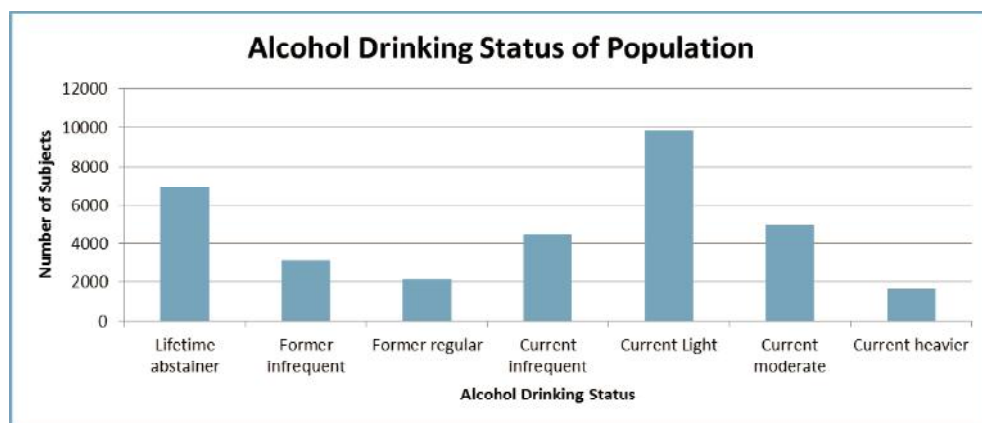 Alcohol Drinking Status of Population
Number of Subjects
12000
10000
8000
6000
4000
2000
0
Lifetime
abstainer
Former
infrequent
Former regular
Current
infrequent
Current Light
Current
moderate
Current heavier
Alcohol Drinking Status